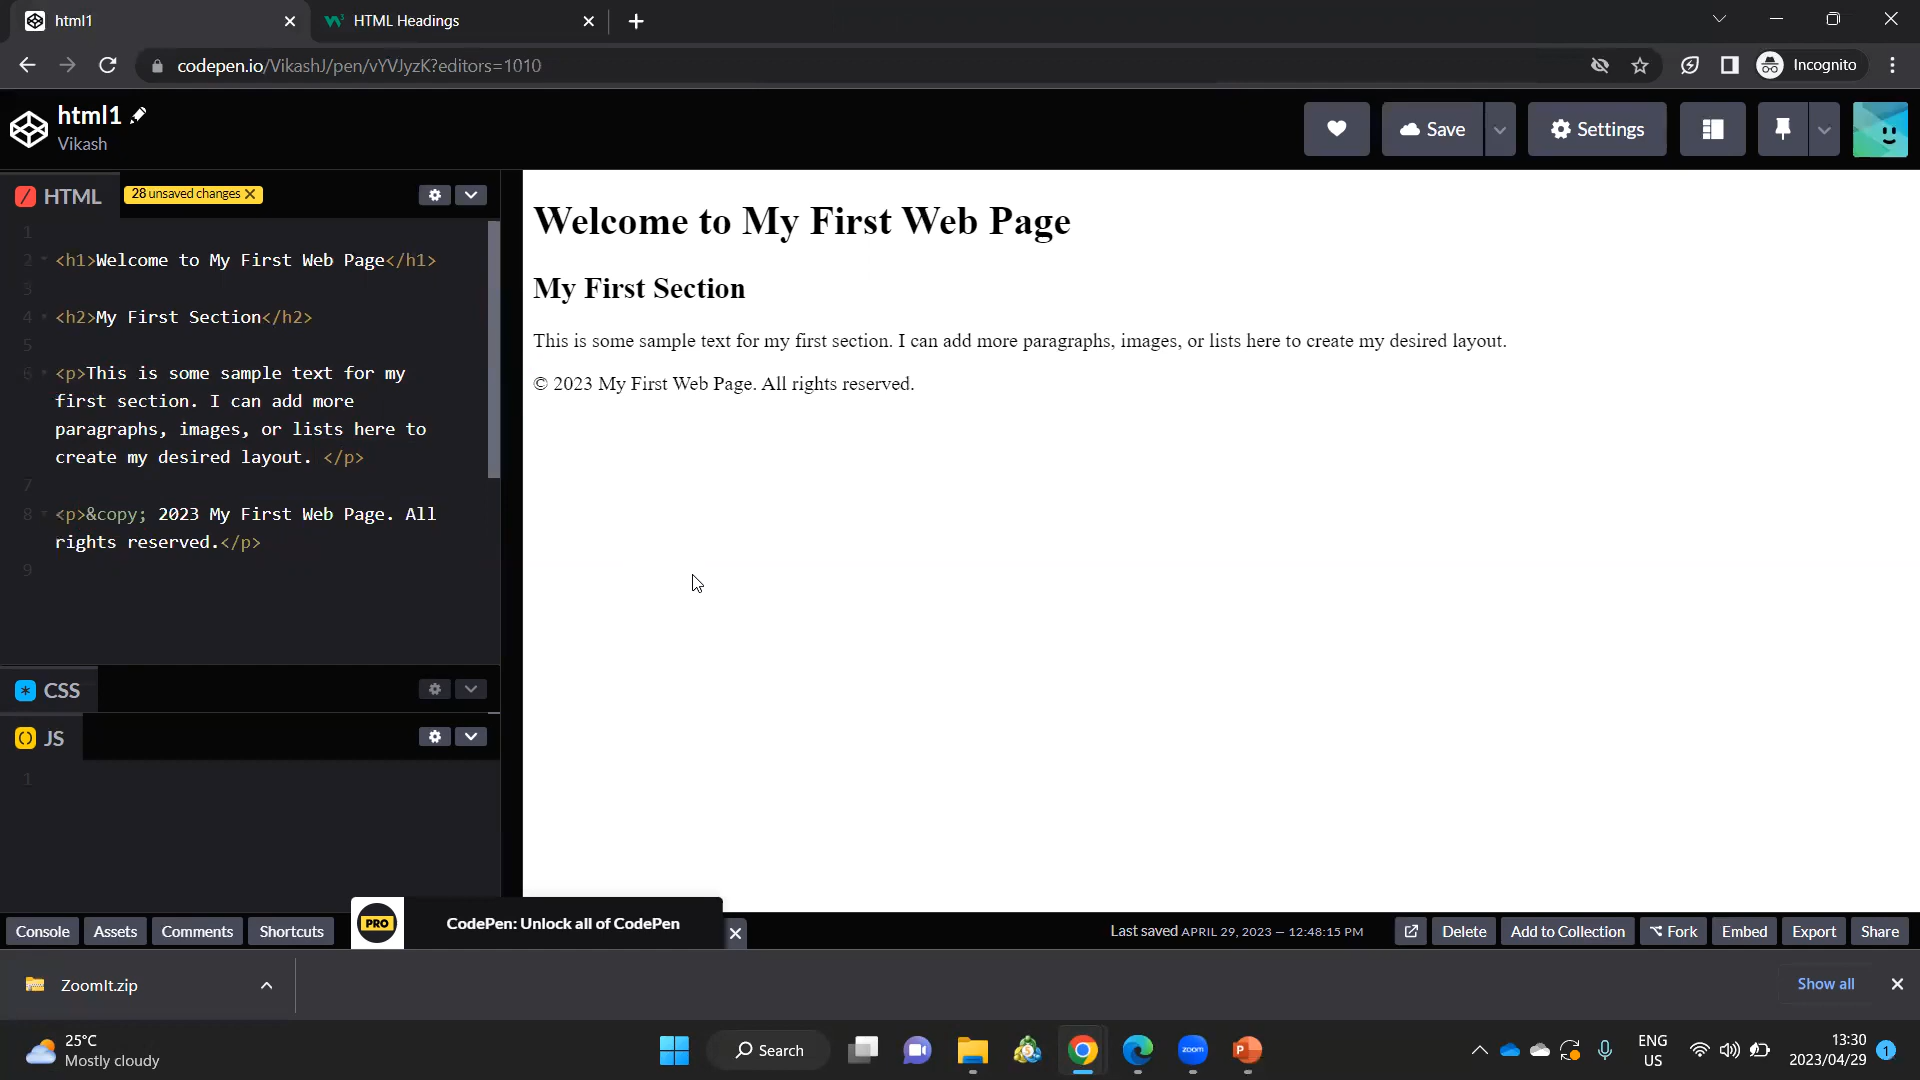 html1
HTML Headings
codepen.io/VikashJ/pen/vYVJyzK?editors=1010
Incognito
html1
Vikash
Save
Settings
HTML
28 unsaved changes
1
2 <h1>Welcome to My First Web Page</h1>
3
4 <h2>My First Section</h2>
5
6 <p>This is some sample text for my
first section. I can add more
paragraphs, images, or lists here to
create my desired layout. </p>
7
8 <p>&copy; 2023 My First Web Page. All
rights reserved.</p>
9
CSS
JS
1
Welcome to My First Web Page
My First Section
This is some sample text for my first section. I can add more paragraphs, images, or lists here to create my desired layout.
© 2023 My First Web Page. All rights reserved.
Console
Assets
Comments
Shortcuts
PRO
CodePen: Unlock all of CodePen
Last saved APRIL 29, 2023 — 12:48:15 PM
Delete
Add to Collection
Fork
Embed
Export
Share
ZoomIt.zip
Show all
25°C
Mostly cloudy
Search
zoom
P
ENG
US
13:30
2023/04/29
1